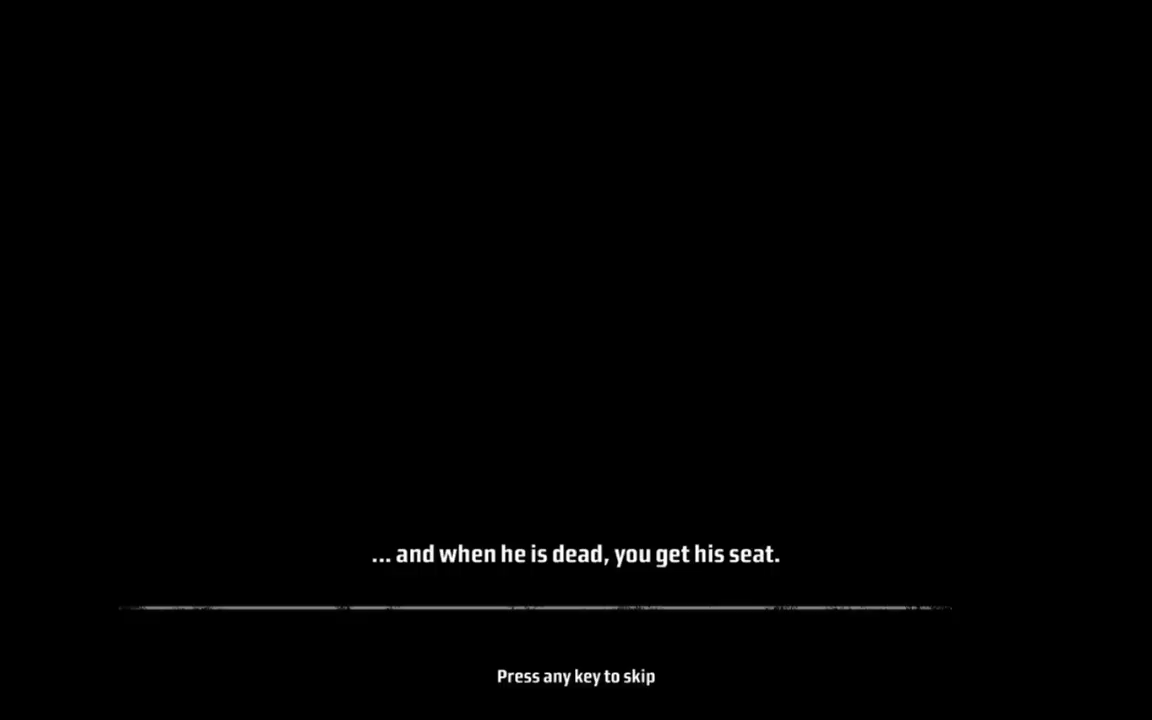 ... and when he is dead, you get his seat.
Press any key to skip